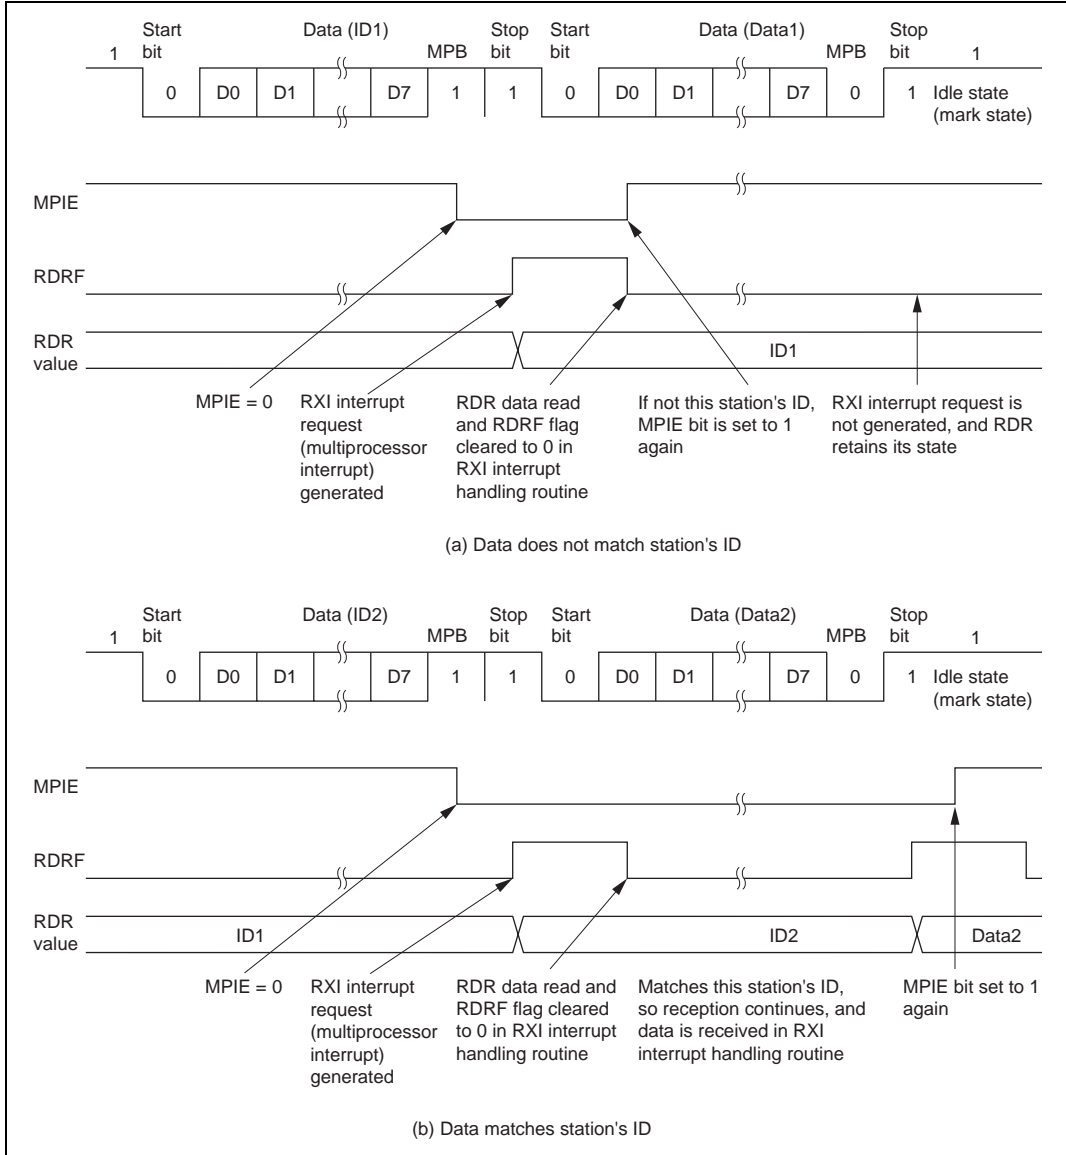 Start bit Data (ID1) MPB Stop bit Start bit Data (Data1) MPB Stop bit
1 1
0 D0 D1 D7 1 1 0 D0 D1 D7 0 1 Idle state (mark state)
MPIE
RDRF
RDR value
ID1
MPIE = 0
RXI interrupt
request
(multiprocessor
interrupt)
generated
RDR data read
and RDRF flag
cleared to 0 in
RXI interrupt
handling routine
If not this station's ID,
MPIE bit is set to 1
again
RXI interrupt request is
not generated, and RDR
retains its state
(a) Data does not match station's ID
Start bit Data (ID2) MPB Stop bit Start bit Data (Data2) MPB Stop bit
1 1
0 D0 D1 D7 1 1 0 D0 D1 D7 0 1 Idle state (mark state)
MPIE
RDRF
RDR value
ID1 ID2 Data2
MPIE = 0
RXI interrupt
request
(multiprocessor
interrupt)
generated
RDR data read and
RDRF flag cleared
to 0 in RXI interrupt
handling routine
Matches this station's ID,
so reception continues, and
data is received in RXI
interrupt handling routine
MPIE bit set to 1
again
(b) Data matches station's ID